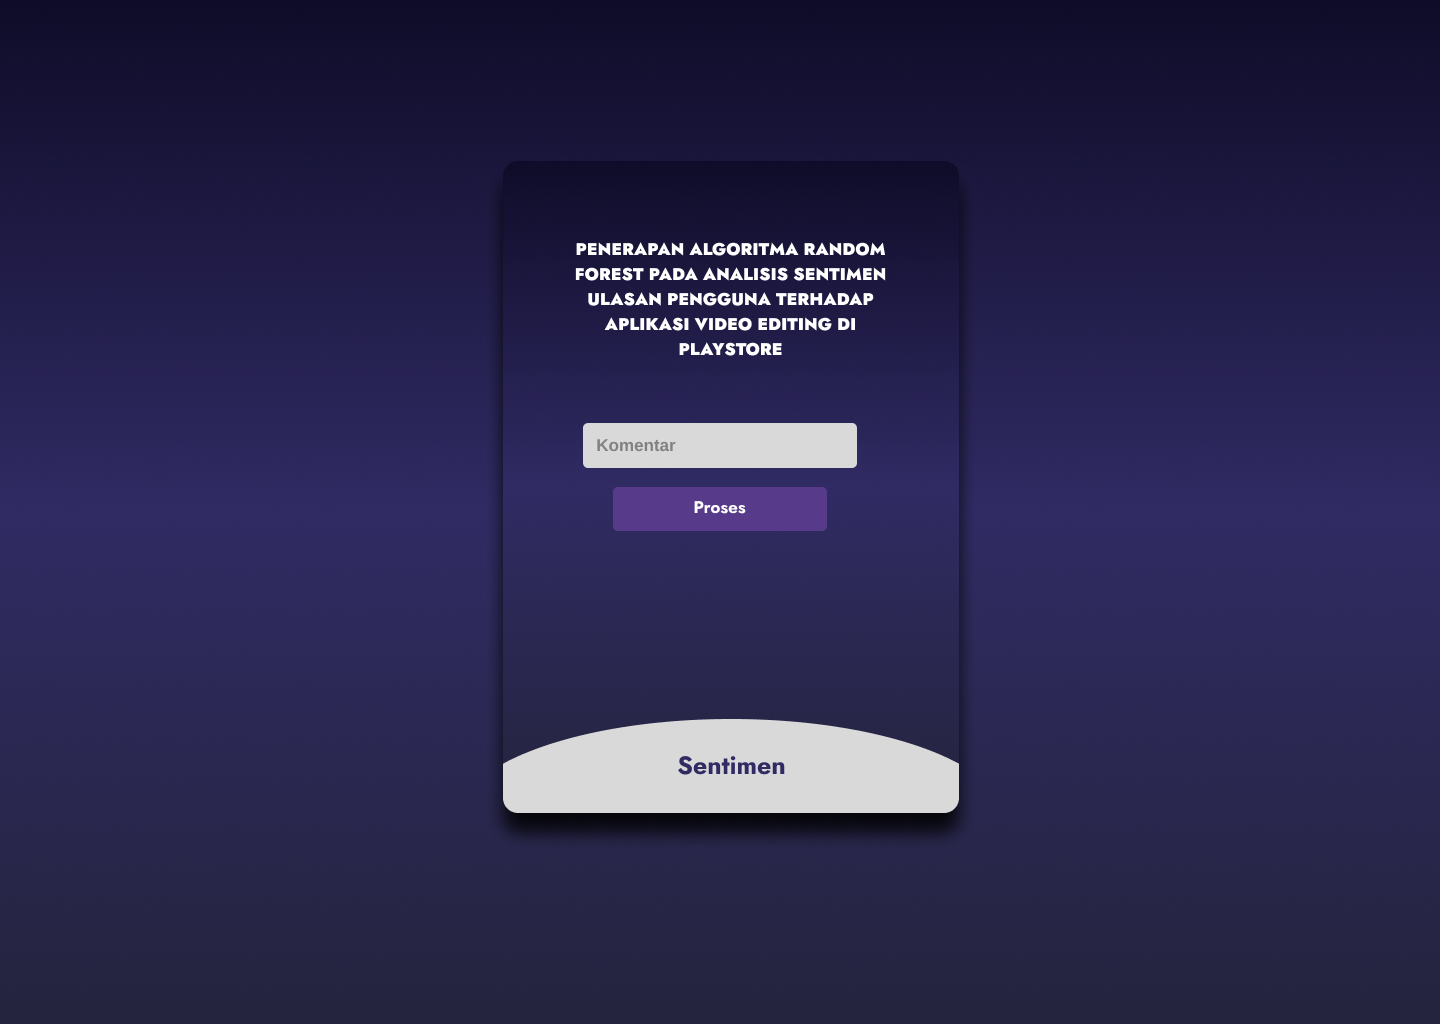 PENERAPAN ALGORITMA RANDOM
FOREST PADA ANALISIS SENTIMEN
ULASAN PENGGUNA TERHADAP
APLIKASI VIDEO EDITING DI
PLAYSTORE
Komentar
Proses
Sentimen